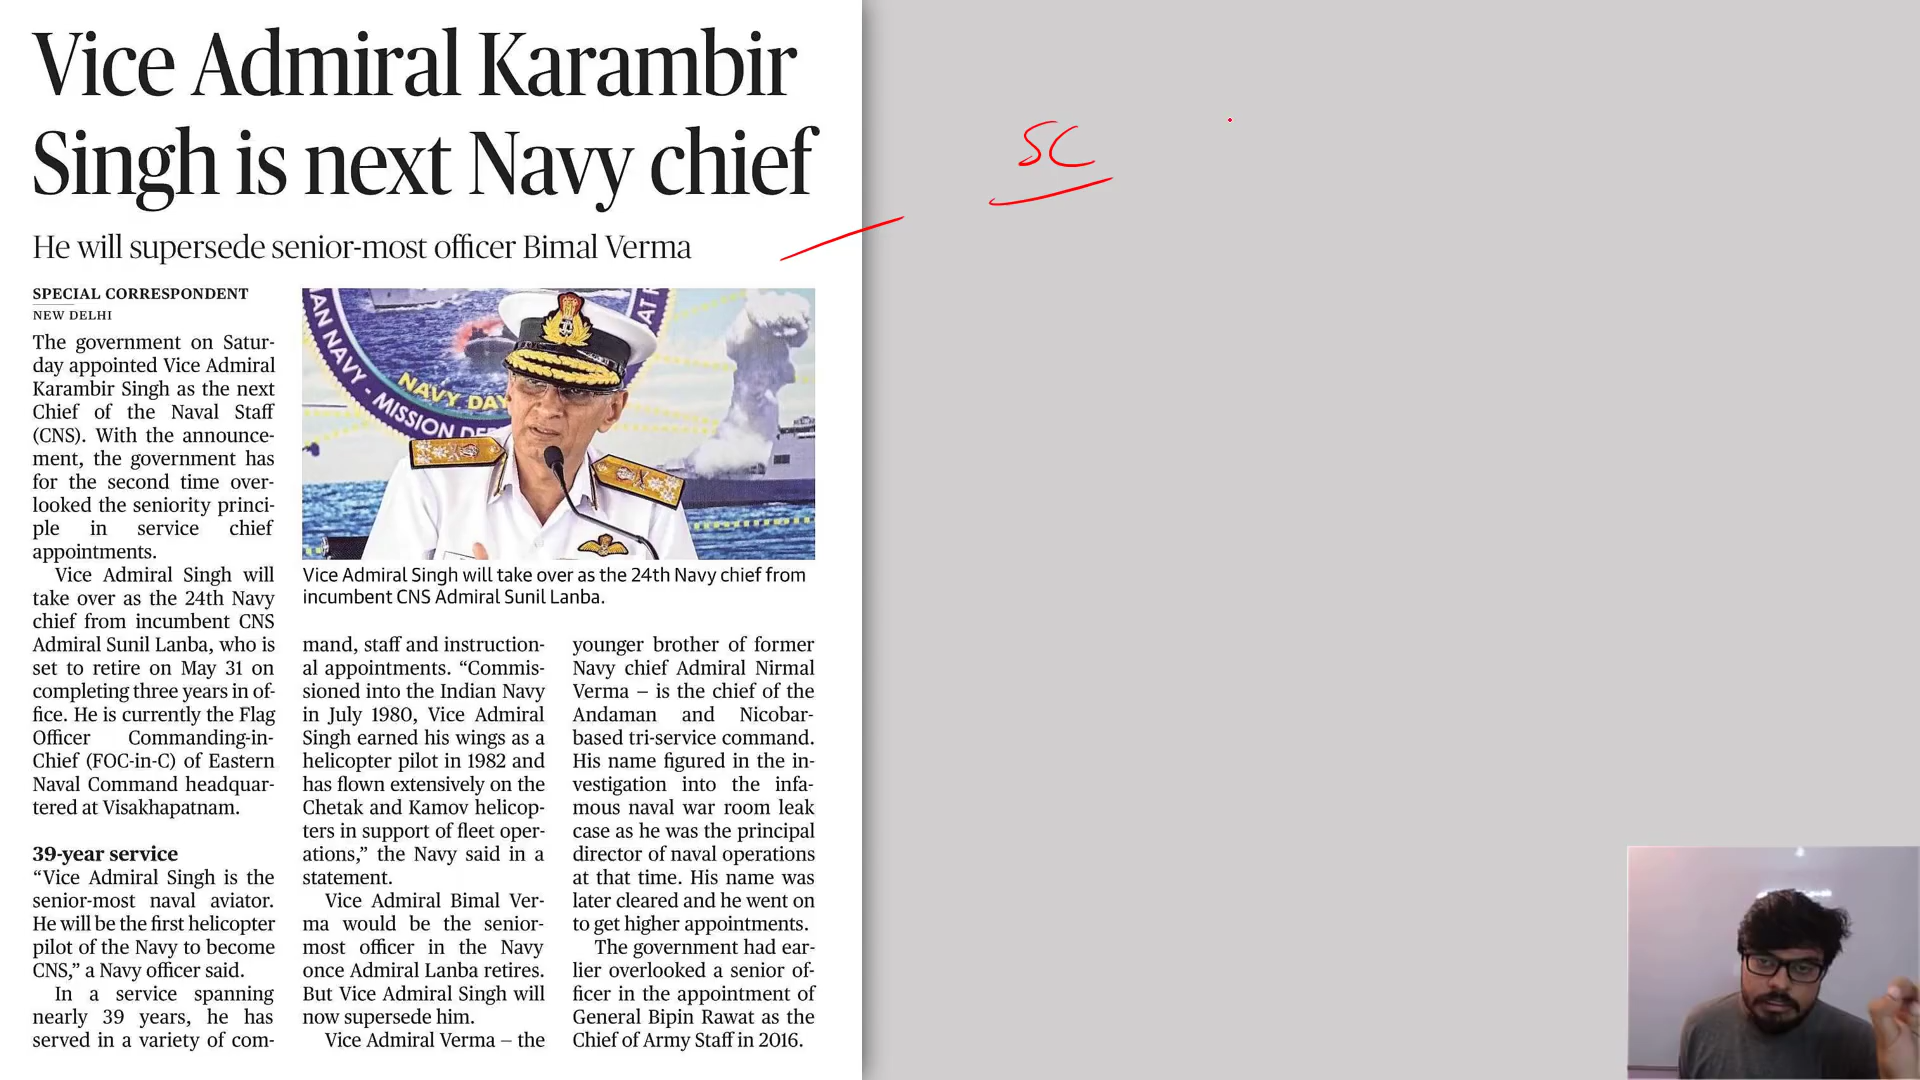 Vice Admiral Karambir
Singh is next Navy chief
He will supersede senior-most officer Bimal Verma
SPECIAL CORRESPONDENT
NEW DELHI
The government on Satur-
day appointed Vice Admiral
Karambir Singh as the next
Chief of the Naval Staff
(CNS). With the announce-
ment, the government has
for the second time over-
looked the seniority princi-
ple in service chief
appointments.
Vice Admiral Singh will
take over as the 24th Navy
chief from incumbent CNS
Admiral Sunil Lanba, who is
set to retire on May 31 on
completing three years in of-
fice. He is currently the Flag
Officer Commanding-in-
Chief (FOC-in-C) of Eastern
Naval Command headquar-
tered at Visakhapatnam.
39-year service
“Vice Admiral Singh is the
senior-most naval aviator.
He will be the first helicopter
pilot of the Navy to become
CNS,” a Navy officer said.
In a service spanning
nearly 39 years, he has
served in a variety of com-
NAVY DAY
AN NAVY - MISSION DE
AT
Vice Admiral Singh will take over as the 24th Navy chief from
incumbent CNS Admiral Sunil Lanba.
mand, staff and instruction-
al appointments. “Commis-
sioned into the Indian Navy
in July 1980, Vice Admiral
Singh earned his wings as a
helicopter pilot in 1982 and
has flown extensively on the
Chetak and Kamov helicop-
ters in support of fleet oper-
ations,” the Navy said in a
statement.
Vice Admiral Bimal Ver-
ma would be the senior-
most officer in the Navy
once Admiral Lanba retires.
But Vice Admiral Singh will
now supersede him.
Vice Admiral Verma – the
younger brother of former
Navy chief Admiral Nirmal
Verma – is the chief of the
Andaman and Nicobar-
based tri-service command.
His name figured in the in-
vestigation into the infa-
mous naval war room leak
case as he was the principal
director of naval operations
at that time. His name was
later cleared and he went on
to get higher appointments.
The government had ear-
lier overlooked a senior of-
ficer in the appointment of
General Bipin Rawat as the
Chief of Army Staff in 2016.
SC